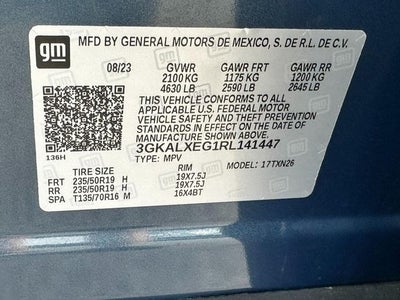 gm
MFD BY GENERAL MOTORS DE MEXICO, S. DE R.L. DE C.V.
08/23 GVWR GAWR FRT GAWR RR
2100 KG 1175 KG 1200 KG
4630 LB 2590 LB 2645 LB
THIS VEHICLE CONFORMS TO ALL
APPLICABLE U.S. FEDERAL MOTOR
VEHICLE SAFETY, BUMPER, AND
THEFT PREVENTION STANDARDS
IN EFFECT ON THE DATE OF
MANUFACTURE SHOWN ABOVE.
3GKALXEG1RL141447
136H TYPE: MPV MODEL: 17TXN26
TIRE SIZE RIM
FRT 235/50R19 H 19X7.5J
RR 235/50R19 H 19X7.5J
SPA T135/70R16 M 16X4BT